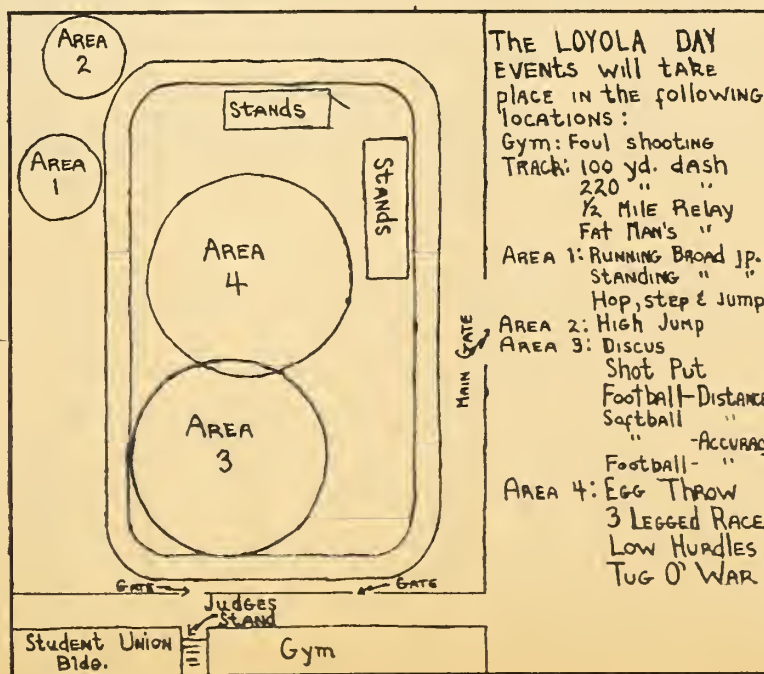 AREA
2
AREA
1
STANDS
STANDS
AREA
4
AREA
3
MAIN GATE
GATE
GATE
JUDGES
STAND
Student Union
Bldg.
Gym
The LOYOLA DAY
EVENTS will take
place in the following
locations:
Gym: Foul shooting
TRACK: 100 yd. dash
220 " "
1/2 Mile Relay
FAT MAN'S "
AREA 1: RUNNING BROAD JP.
STANDING " "
Hop, step & Jump
AREA 2: HIGH JUMP
AREA 3: DISCUS
Shot Put
Football-DISTANCE
Softball "
" -ACCURAC
Football- "
AREA 4: EGG THROW
3 LEGGED RACE
LOW HURDLES
TUG O' WAR